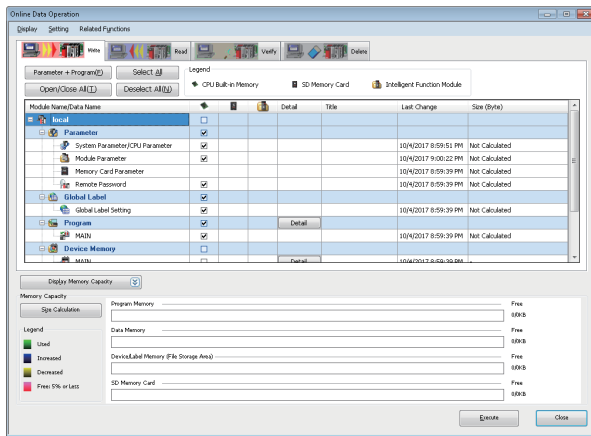 Online Data Operation
Display Setting Related Functions
Write Read Verify Delete
Parameter + Program(P) Select All
Open/Close All(T) Deselect All(N)
Legend
CPU Built-in Memory SD Memory Card Intelligent Function Module
Module Name/Data Name Detail Title Last Change Size (Byte)
local
Parameter
System Parameter/CPU Parameter 10/4/2017 8:59:51 PM Not Calculated
Module Parameter 10/4/2017 9:00:22 PM Not Calculated
Memory Card Parameter 10/4/2017 8:59:39 PM Not Calculated
Remote Password 10/4/2017 8:59:39 PM Not Calculated
Global Label
Global Label Setting 10/4/2017 8:59:39 PM Not Calculated
Program Detail
MAIN 10/4/2017 8:59:39 PM Not Calculated
Device Memory
MAIN Detail 10/4/2017 8:59:39 PM -
Display Memory Capacity
Memory Capacity
Size Calculation
Legend
Used
Increased
Decreased
Free: 5% or Less
Program Memory Free
0/0KB
Data Memory Free
0/0KB
Device/Label Memory (File Storage Area) Free
0/0KB
SD Memory Card Free
0/0KB
Execute Close